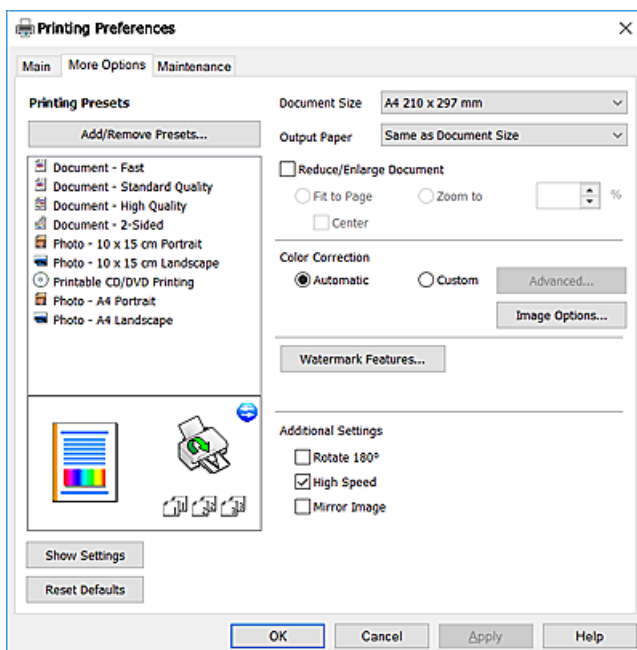 Printing Preferences
Main More Options Maintenance
Printing Presets
Add/Remove Presets...
Document - Fast
Document - Standard Quality
Document - High Quality
Document - 2-Sided
Photo - 10 x 15 cm Portrait
Photo - 10 x 15 cm Landscape
Printable CD/DVD Printing
Photo - A4 Portrait
Photo - A4 Landscape
Show Settings
Reset Defaults
Document Size A4 210 x 297 mm
Output Paper Same as Document Size
Reduce/Enlarge Document
Fit to Page Zoom to %
Center
Color Correction
Automatic Custom Advanced...
Image Options...
Watermark Features...
Additional Settings
Rotate 180°
High Speed
Mirror Image
OK Cancel Apply Help